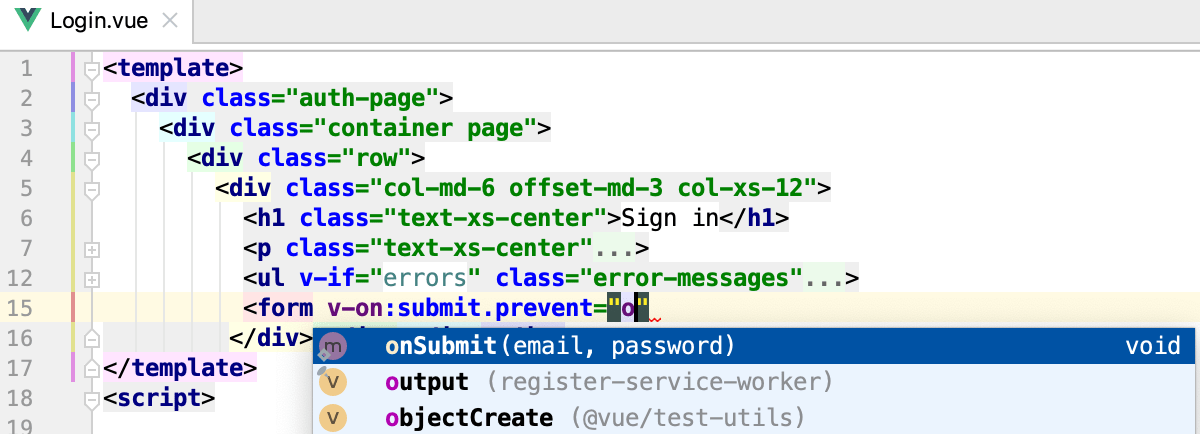 Login.vue
1 <template>
2 <div class="auth-page">
3 <div class="container page">
4 <div class="row">
5 <div class="col-md-6 offset-md-3 col-xs-12">
6 <h1 class="text-xs-center">Sign in</h1>
7 <p class="text-xs-center"...>
12 <ul v-if="errors" class="error-messages"...>
15 <form v-on:submit.prevent="o"
16 </div>
m onSubmit(email, password) void
17 </template>
v output (register-service-worker)
18 <script>
v objectCreate (@vue/test-utils)
19